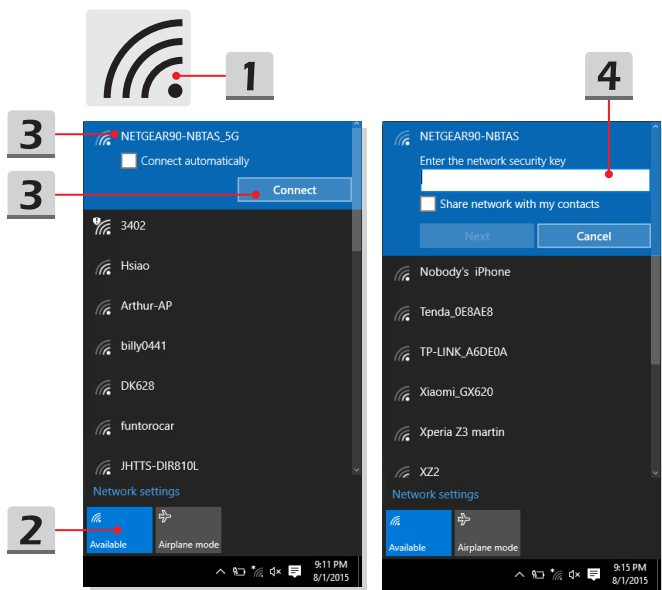 1
3
NETGEAR90-NBTAS_5G
Connect automatically
3
Connect
3402
Hsiao
Arthur-AP
billy0441
DK628
funtorocar
JHTTS-DIR810L
Network settings
2
Available
Airplane mode
9:11 PM
8/1/2015
4
NETGEAR90-NBTAS
Enter the network security key
Share network with my contacts
Next
Cancel
Nobody's iPhone
Tenda_0E8AE8
TP-LINK_A6DE0A
Xiaomi_GX620
Xperia Z3 martin
XZ2
Network settings
Available
Airplane mode
9:15 PM
8/1/2015